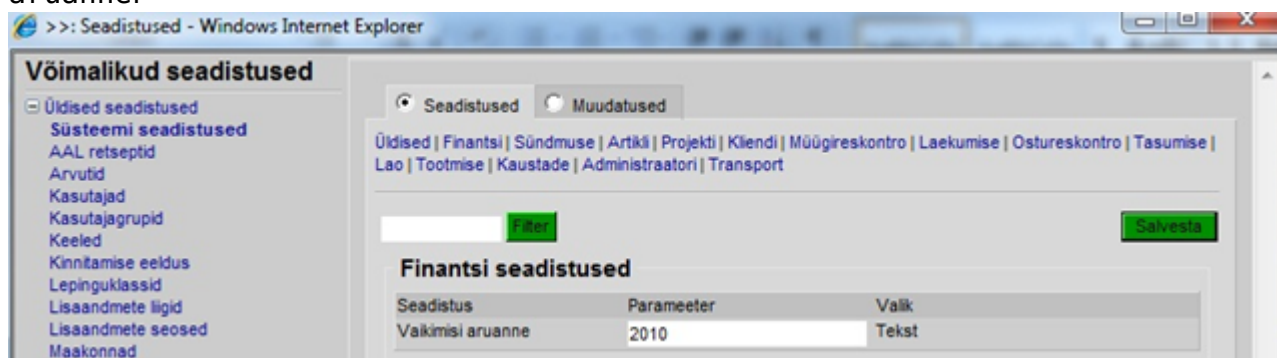 aruanne.
>>: Seadistused - Windows Internet Explorer
Võimalikud seadistused
Üldised seadistused
Süsteemi seadistused
AAL retseptid
Arvutid
Kasutajad
Kasutajagrupid
Keeled
Kinnitamise eeldus
Lepinguklassid
Lisaandmete liigid
Lisaandmete seosed
Maakonnad
Seadistused Muudatused
Üldised | Finantsi | Sündmuse | Artikli | Projekti | Kliendi | Müügireskontro | Laekumise | Ostureskontro | Tasumise |
Lao | Tootmise | Kaustade | Administraatori | Transport
Filter Salvesta
Finantsi seadistused
Seadistus Parameeter Valik
Vaikimisi aruanne 2010 Tekst